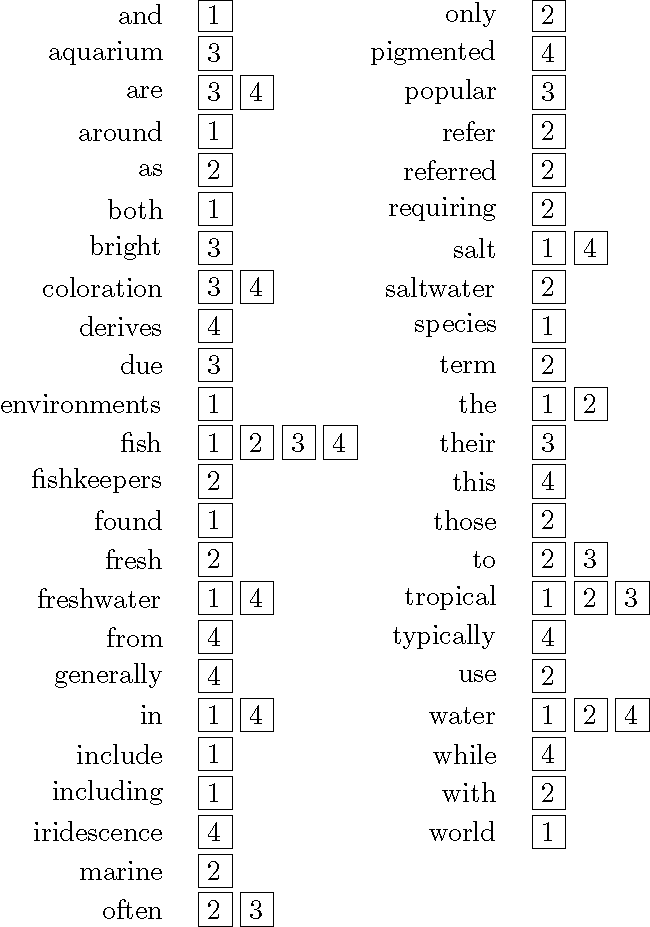 and 1
aquarium 3
are 3 4
around 1
as 2
both 1
bright 3
coloration 3 4
derives 4
due 3
environments 1
fish 1 2 3 4
fishkeepers 2
found 1
fresh 2
freshwater 1 4
from 4
generally 4
in 1 4
include 1
including 1
iridescence 4
marine 2
often 2 3
only 2
pigmented 4
popular 3
refer 2
referred 2
requiring 2
salt 1 4
saltwater 2
species 1
term 2
the 1 2
their 3
this 4
those 2
to 2 3
tropical 1 2 3
typically 4
use 2
water 1 2 4
while 4
with 2
world 1